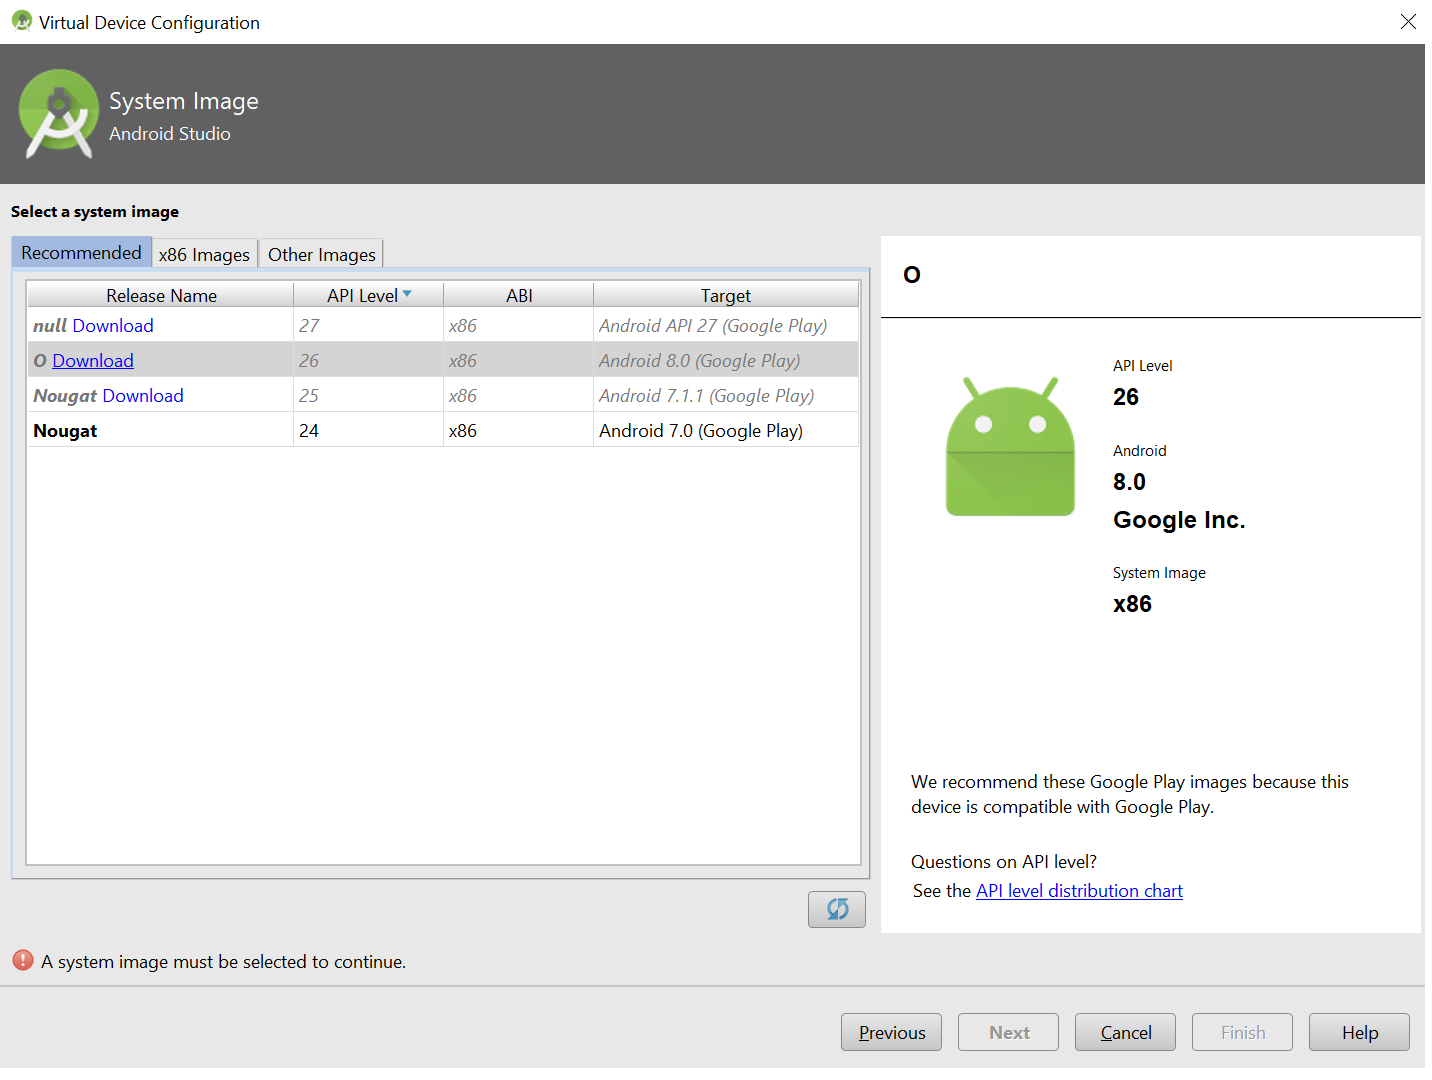 Virtual Device Configuration
System Image
Android Studio
Select a system image
Recommended x86 Images Other Images
Release Name API Level ABI Target
null Download 27 x86 Android API 27 (Google Play)
O Download 26 x86 Android 8.0 (Google Play)
Nougat Download 25 x86 Android 7.1.1 (Google Play)
Nougat 24 x86 Android 7.0 (Google Play)
O
API Level
26
Android
8.0
Google Inc.
System Image
x86
We recommend these Google Play images because this
device is compatible with Google Play.
Questions on API level?
See the API level distribution chart
A system image must be selected to continue.
Previous Next Cancel Finish Help